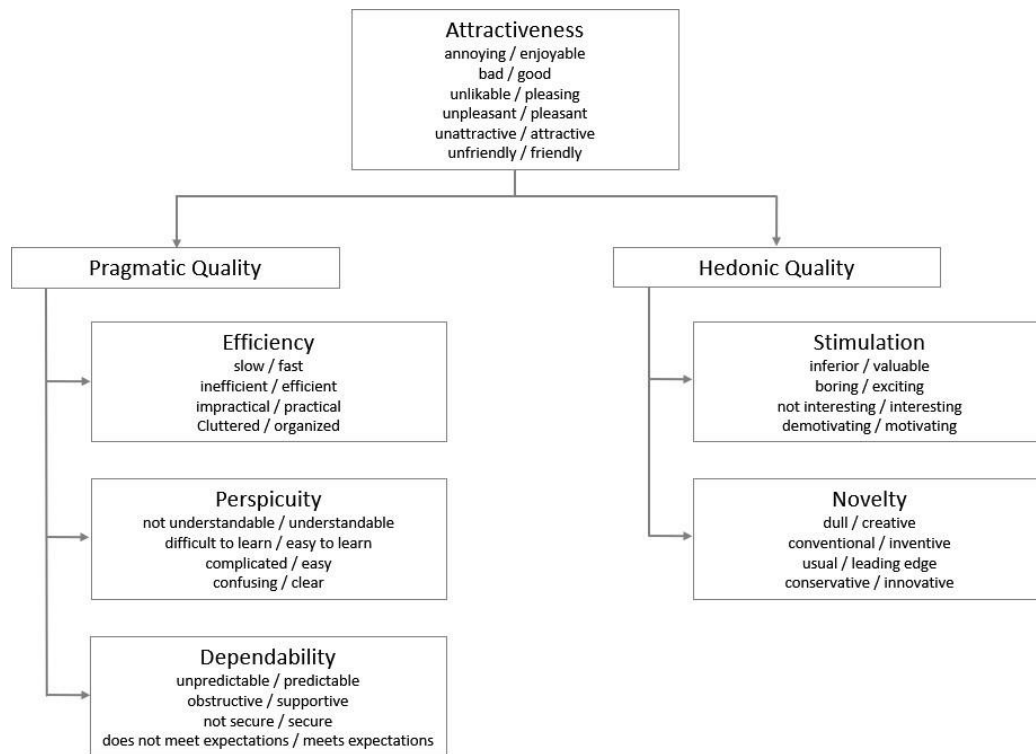 Attractiveness
annoying / enjoyable
bad / good
unlikable / pleasing
unpleasant / pleasant
unattractive / attractive
unfriendly / friendly
Pragmatic Quality
Efficiency
slow / fast
inefficient / efficient
impractical / practical
Cluttered / organized
Perspicuity
not understandable / understandable
difficult to learn / easy to learn
complicated / easy
confusing / clear
Dependability
unpredictable / predictable
obstructive / supportive
not secure / secure
does not meet expectations / meets expectations
Hedonic Quality
Stimulation
inferior / valuable
boring / exciting
not interesting / interesting
demotivating / motivating
Novelty
dull / creative
conventional / inventive
usual / leading edge
conservative / innovative